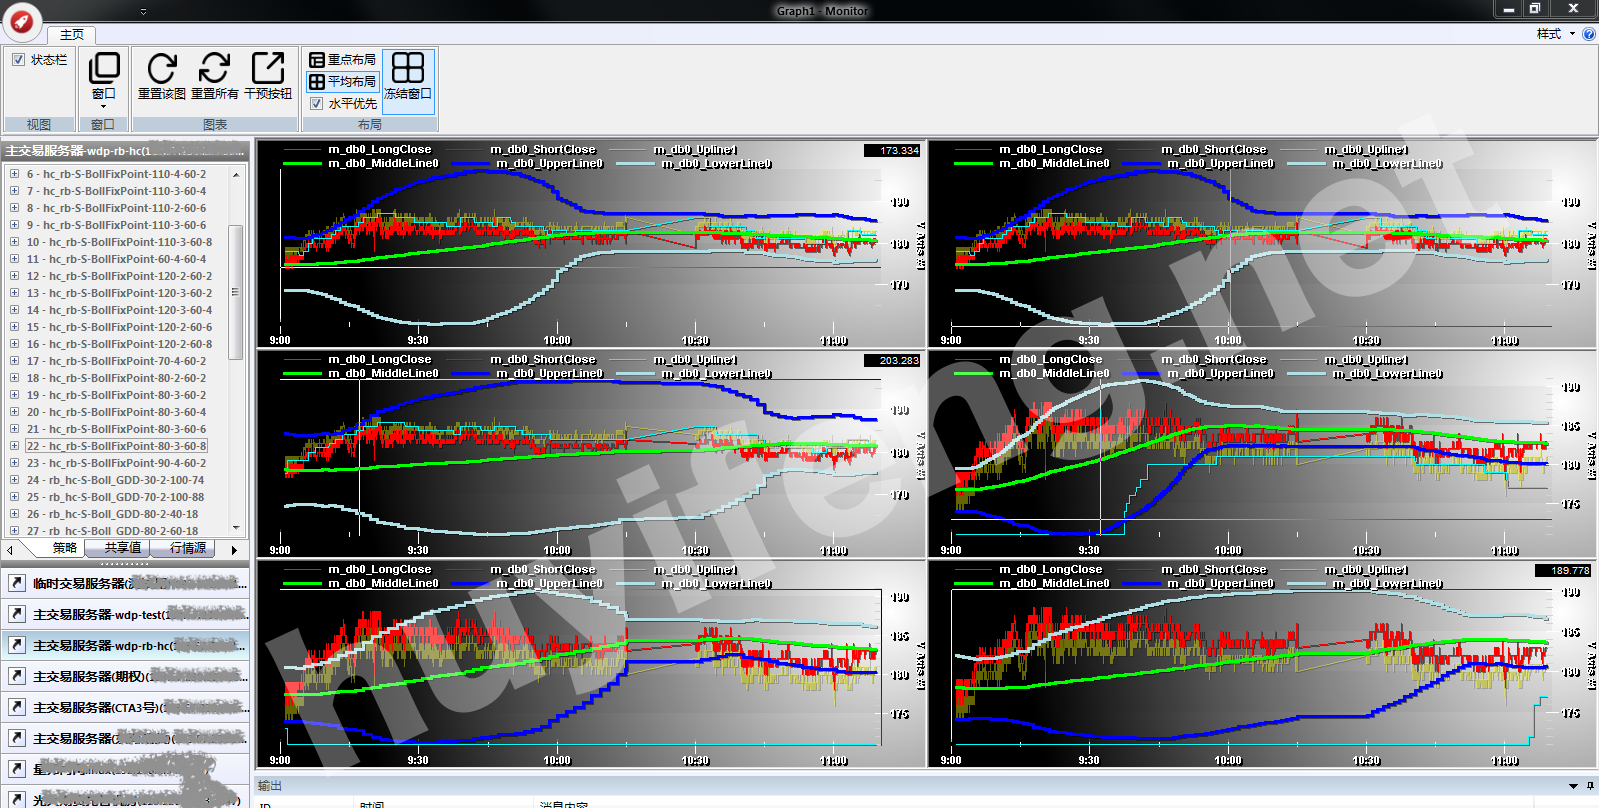 Graph1 - Monitor
主页
样式
状态栏
视图
窗口
窗口
重置该图 重置所有 干预按钮
图表
重点布局
平均布局
水平优先
冻结窗口
布局
主交易服务器-wdp-rb-hc(1
6 - hc_rb-S-BollFixPoint-110-4-60-2
7 - hc_rb-S-BollFixPoint-110-3-60-4
8 - hc_rb-S-BollFixPoint-110-2-60-6
9 - hc_rb-S-BollFixPoint-110-3-60-6
10 - hc_rb-S-BollFixPoint-110-3-60-8
11 - hc_rb-S-BollFixPoint-60-4-60-4
12 - hc_rb-S-BollFixPoint-120-2-60-2
13 - hc_rb-S-BollFixPoint-120-3-60-2
14 - hc_rb-S-BollFixPoint-120-3-60-4
15 - hc_rb-S-BollFixPoint-120-2-60-6
16 - hc_rb-S-BollFixPoint-120-2-60-8
17 - hc_rb-S-BollFixPoint-70-4-60-2
18 - hc_rb-S-BollFixPoint-80-2-60-2
19 - hc_rb-S-BollFixPoint-80-3-60-2
20 - hc_rb-S-BollFixPoint-80-3-60-4
21 - hc_rb-S-BollFixPoint-80-3-60-6
22 - hc_rb-S-BollFixPoint-80-3-60-8
23 - hc_rb-S-BollFixPoint-90-4-60-2
24 - rb_hc-S-Boll_GDD-30-2-100-74
25 - rb_hc-S-Boll_GDD-70-2-100-88
26 - rb_hc-S-Boll_GDD-80-2-40-18
27 - rb_hc-S-Boll_GDD-80-2-60-18
策略 共享值 行情源
临时交易服务器(
主交易服务器-wdp-test(1
主交易服务器-wdp-rb-hc(1
主交易服务器(期权)(
主交易服务器(CTA3号)(
主交易服务器(
m_db0_LongClose m_db0_ShortClose m_db0_Upline1
m_db0_MiddleLine0 m_db0_UpperLine0 m_db0_LowerLine0
173.334
190
180
170
Y Axis #1
9:00 9:30 10:00 10:30 11:00
m_db0_LongClose m_db0_ShortClose m_db0_Upline1
m_db0_MiddleLine0 m_db0_UpperLine0 m_db0_LowerLine0
190
180
170
Y Axis #1
9:00 9:30 10:00 10:30 11:00
m_db0_LongClose m_db0_ShortClose m_db0_Upline1
m_db0_MiddleLine0 m_db0_UpperLine0 m_db0_LowerLine0
203.283
190
180
170
Y Axis #1
9:00 9:30 10:00 10:30 11:00
m_db0_LongClose m_db0_ShortClose m_db0_Upline1
m_db0_MiddleLine0 m_db0_UpperLine0 m_db0_LowerLine0
190
185
180
175
Y Axis #1
9:00 9:30 10:00 10:30 11:00
m_db0_LongClose m_db0_ShortClose m_db0_Upline1
m_db0_MiddleLine0 m_db0_UpperLine0 m_db0_LowerLine0
190
185
180
175
Y Axis #1
9:00 9:30 10:00 10:30 11:00
m_db0_LongClose m_db0_ShortClose m_db0_Upline1
m_db0_MiddleLine0 m_db0_UpperLine0 m_db0_LowerLine0
189.778
190
185
180
175
Y Axis #1
9:00 9:30 10:00 10:30 11:00
huyifeng.net
输出
ID 时间 消息内容